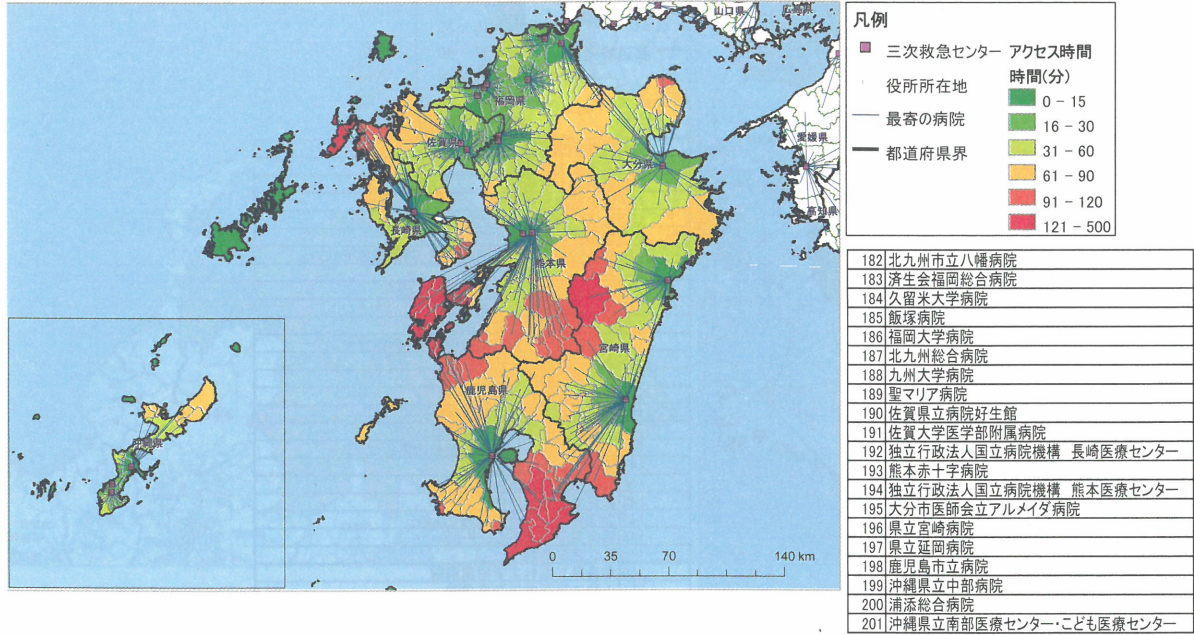 山口県
広島県
福岡県
佐賀県
長崎県
大分県
熊本県
宮崎県
鹿児島県
沖縄県
愛媛県
高知県
0 35 70 140 km
凡例
三次救急センター
役所所在地
最寄の病院
都道府県界
アクセス時間
時間(分)
0 - 15
16 - 30
31 - 60
61 - 90
91 - 120
121 - 500
182 北九州市立八幡病院
183 済生会福岡総合病院
184 久留米大学病院
185 飯塚病院
186 福岡大学病院
187 北九州総合病院
188 九州大学病院
189 聖マリア病院
190 佐賀県立病院好生館
191 佐賀大学医学部附属病院
192 独立行政法人国立病院機構 長崎医療センター
193 熊本赤十字病院
194 独立行政法人国立病院機構 熊本医療センター
195 大分市医師会立アルメイダ病院
196 県立宮崎病院
197 県立延岡病院
198 鹿児島市立病院
199 沖縄県立中部病院
200 浦添総合病院
201 沖縄県立南部医療センター・こども医療センター